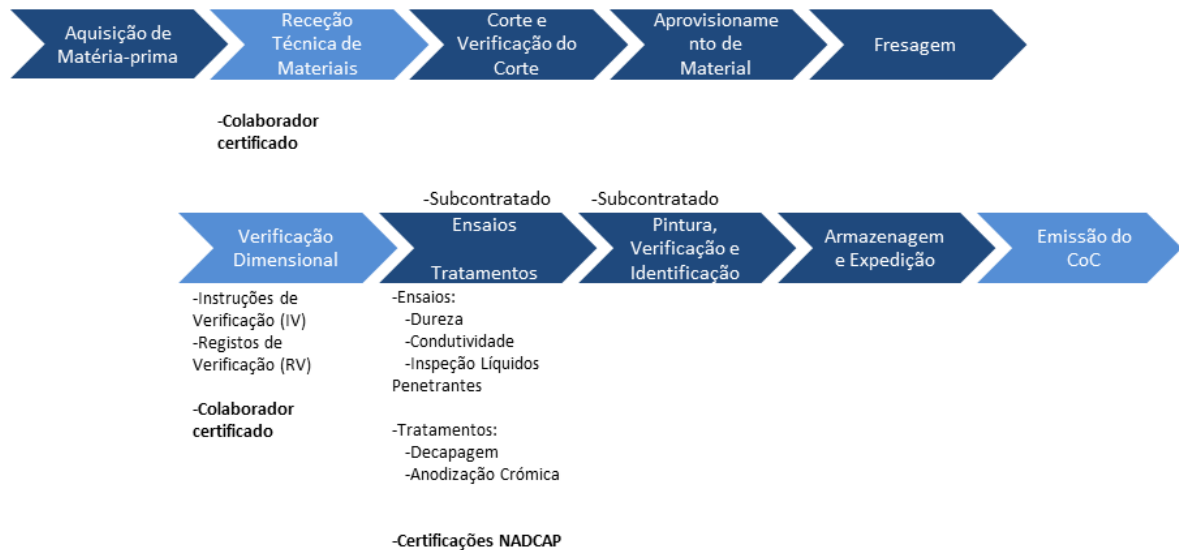 Aquisição de
Matéria-prima
Receção
Técnica de
Materiais
Corte e
Verificação do
Corte
Aprovisioname
nto de
Material
Fresagem
-Colaborador
certificado
-Subcontratado
-Subcontratado
Verificação
Dimensional
Ensaios
Tratamentos
Pintura,
Verificação e
Identificação
Armazenagem
e Expedição
Emissão do
CoC
-Instruções de
Verificação (IV)
-Registos de
Verificação (RV)
-Colaborador
certificado
-Ensaios:
-Dureza
-Condutividade
-Inspeção Líquidos
Penetrantes
-Tratamentos:
-Decapagem
-Anodização Crómica
-Certificações NADCAP